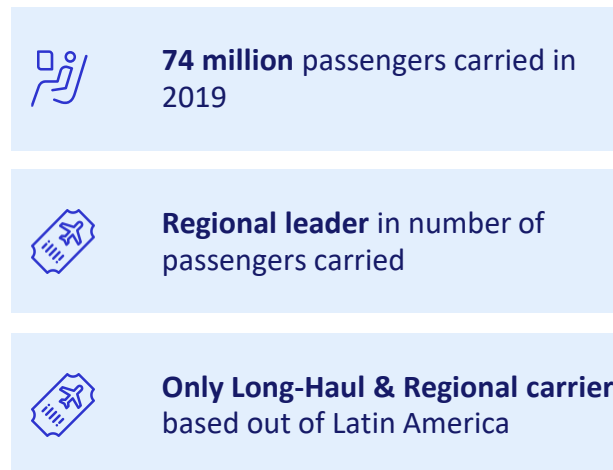 74 million passengers carried in
2019
Regional leader in number of
passengers carried
Only Long-Haul & Regional carrier
based out of Latin America